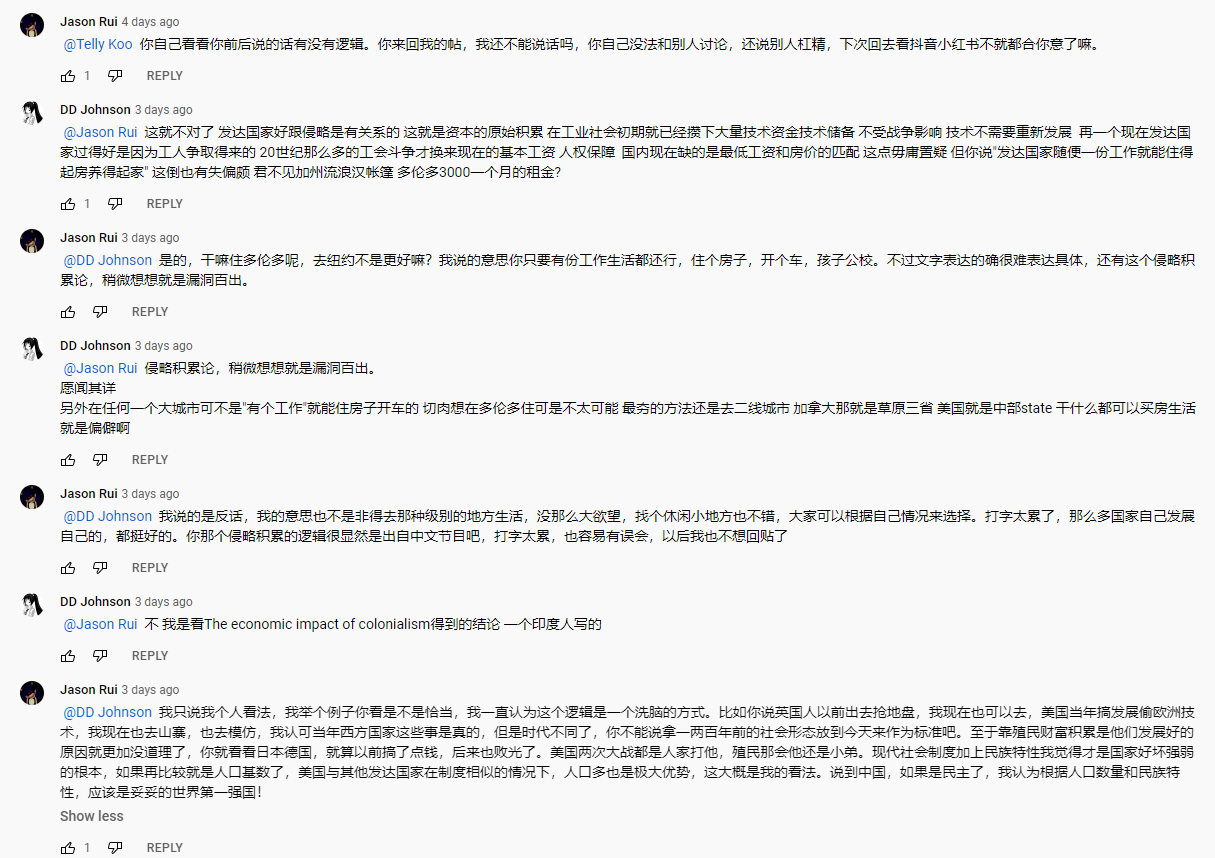 Jason Rui 4 days ago
@Telly Koo 你自己看看你前后说的话有没有逻辑。你来回我的帖，我还不能说话吗，你自己没法和别人讨论，还说别人杠精，下次回去看抖音小红书不就都合你意了嘛。
1 REPLY
DD Johnson 3 days ago
@Jason Rui 这就不对了 发达国家好跟侵略是有关系的 这就是资本的原始积累 在工业社会初期就已经攒下大量技术资金技术储备 不受战争影响 技术不需要重新发展 再一个现在发达国
家过得好是因为工人争取得来的 20世纪那么多的工会斗争才换来现在的基本工资 人权保障 国内现在缺的是最低工资和房价的匹配 这点毋庸置疑 但你说"发达国家随便一份工作就能住得
起房养得起家" 这倒也有失偏颇 君不见加州流浪汉帐篷 多伦多3000一个月的租金?
1 REPLY
Jason Rui 3 days ago
@DD Johnson 是的，干嘛住多伦多呢，去纽约不是更好嘛？我说的意思你只要有份工作生活都还行，住个房子，开个车，孩子公校。不过文字表达的确很难表达具体，还有这个侵略积
累论，稍微想想就是漏洞百出。
REPLY
DD Johnson 3 days ago
@Jason Rui 侵略积累论，稍微想想就是漏洞百出。
愿闻其详
另外在任何一个大城市可不是"有个工作"就能住房子开车的 切肉想在多伦多住可是不太可能 最夯的方法还是去二线城市 加拿大那就是草原三省 美国就是中部state 干什么都可以买房生活
就是偏僻啊
REPLY
Jason Rui 3 days ago
@DD Johnson 我说的是反话，我的意思也不是非得去那种级别的地方生活，没那么大欲望，找个休闲小地方也不错，大家可以根据自己情况来选择。打字太累了，那么多国家自己发展
自己的，都挺好的。你那个侵略积累的逻辑很显然是出自中文节目吧，打字太累，也容易有误会，以后我也不想回贴了
REPLY
DD Johnson 3 days ago
@Jason Rui 不 我是看The economic impact of colonialism得到的结论 一个印度人写的
REPLY
Jason Rui 3 days ago
@DD Johnson 我只说我个人看法，我举个例子你看是不是恰当，我一直认为这个逻辑是一个洗脑的方式。比如你说英国人以前出去抢地盘，我现在也可以去，美国当年搞发展偷欧洲技
术，我现在也去山寨，也去模仿，我认可当年西方国家这些事是真的，但是时代不同了，你不能说拿一两百年前的社会形态放到今天来作为标准吧。至于靠殖民财富积累是他们发展好的
原因就更加没道理了，你就看看日本德国，就算以前搞了点钱，后来也败光了。美国两次大战都是人家打他，殖民那会他还是小弟。现代社会制度加上民族特性我觉得才是国家好坏强弱
的根本，如果再比较就是人口基数了，美国与其他发达国家在制度相似的情况下，人口多也是极大优势，这大概是我的看法。说到中国，如果是民主了，我认为根据人口数量和民族特
性，应该是妥妥的世界第一强国！
Show less
1 REPLY